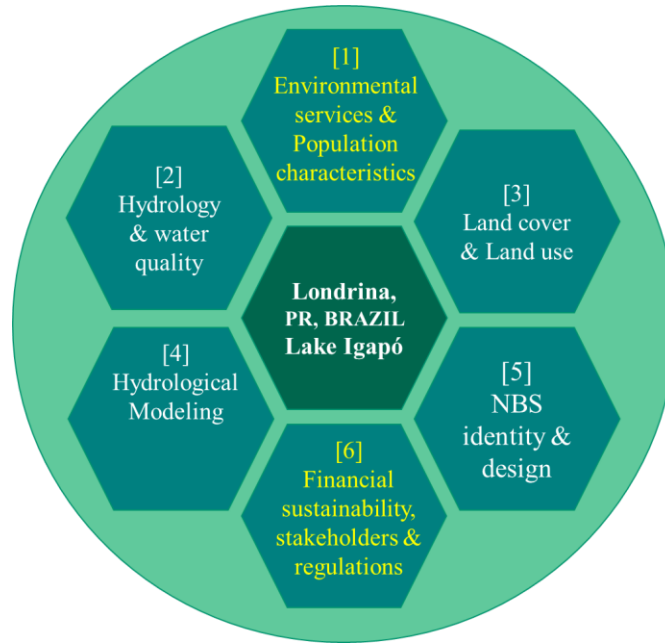 [1]
Environmental
services &
Population
characteristics
[2]
Hydrology
& water
quality
[3]
Land cover
& Land use
Londrina,
PR, BRAZIL
Lake Igapó
[4]
Hydrological
Modeling
[5]
NBS
identity &
design
[6]
Financial
sustainability,
stakeholders &
regulations